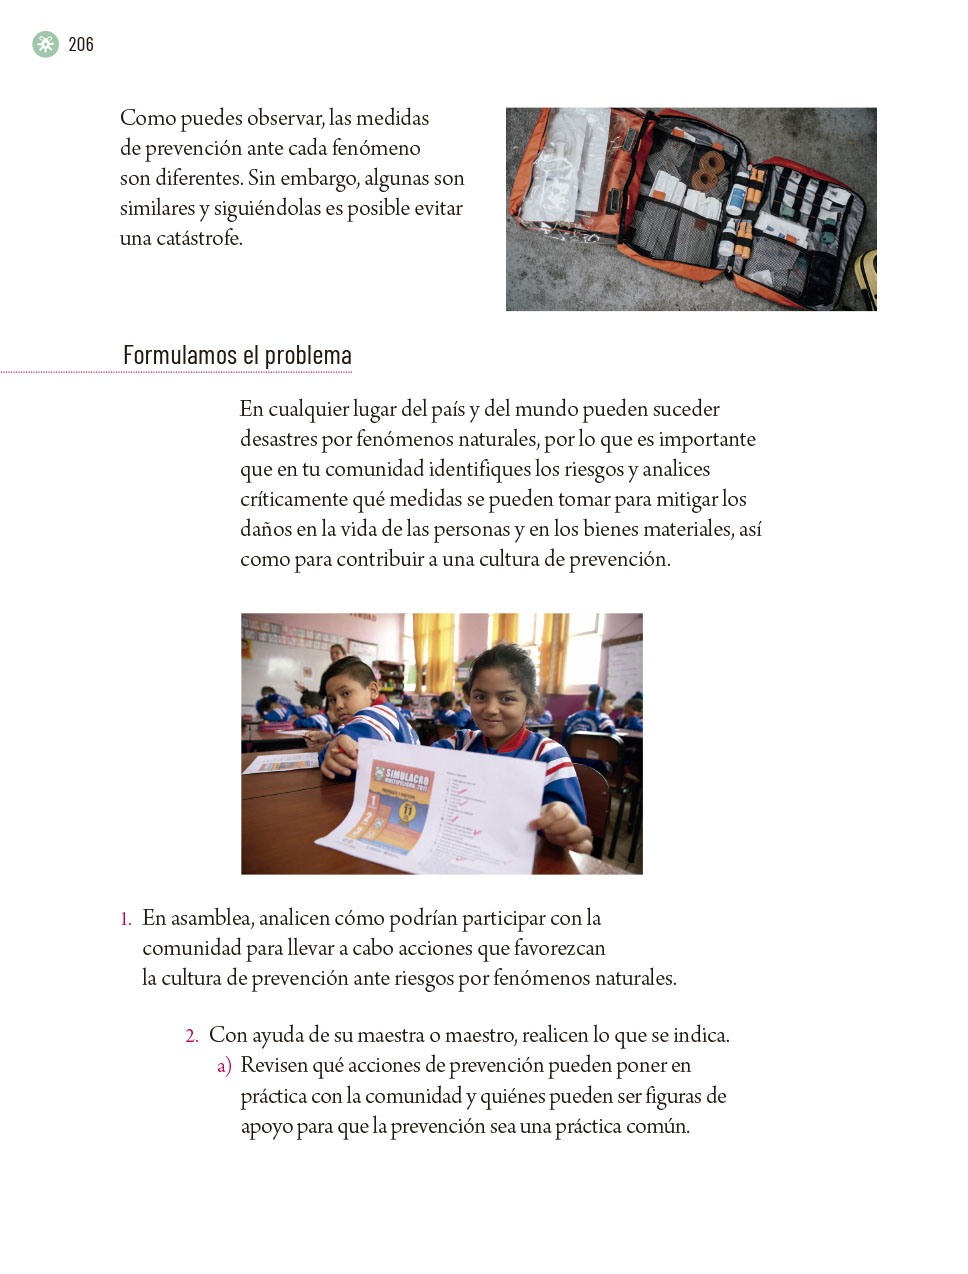 206
Como puedes observar, las medidas
de prevención ante cada fenómeno
son diferentes. Sin embargo, algunas son
similares y siguiéndolas es posible evitar
una catástrofe.
Formulamos el problema
En cualquier lugar del país y del mundo pueden suceder
desastres por fenómenos naturales, por lo que es importante
que en tu comunidad identifiques los riesgos y analices
críticamente qué medidas se pueden tomar para mitigar los
daños en la vida de las personas y en los bienes materiales, así
como para contribuir a una cultura de prevención.
SIMULACRO
1
2
3
11
1. En asamblea, analicen cómo podrían participar con la
comunidad para llevar a cabo acciones que favorezcan
la cultura de prevención ante riesgos por fenómenos naturales.
2. Con ayuda de su maestra o maestro, realicen lo que se indica.
a) Revisen qué acciones de prevención pueden poner en
práctica con la comunidad y quiénes pueden ser figuras de
apoyo para que la prevención sea una práctica común.